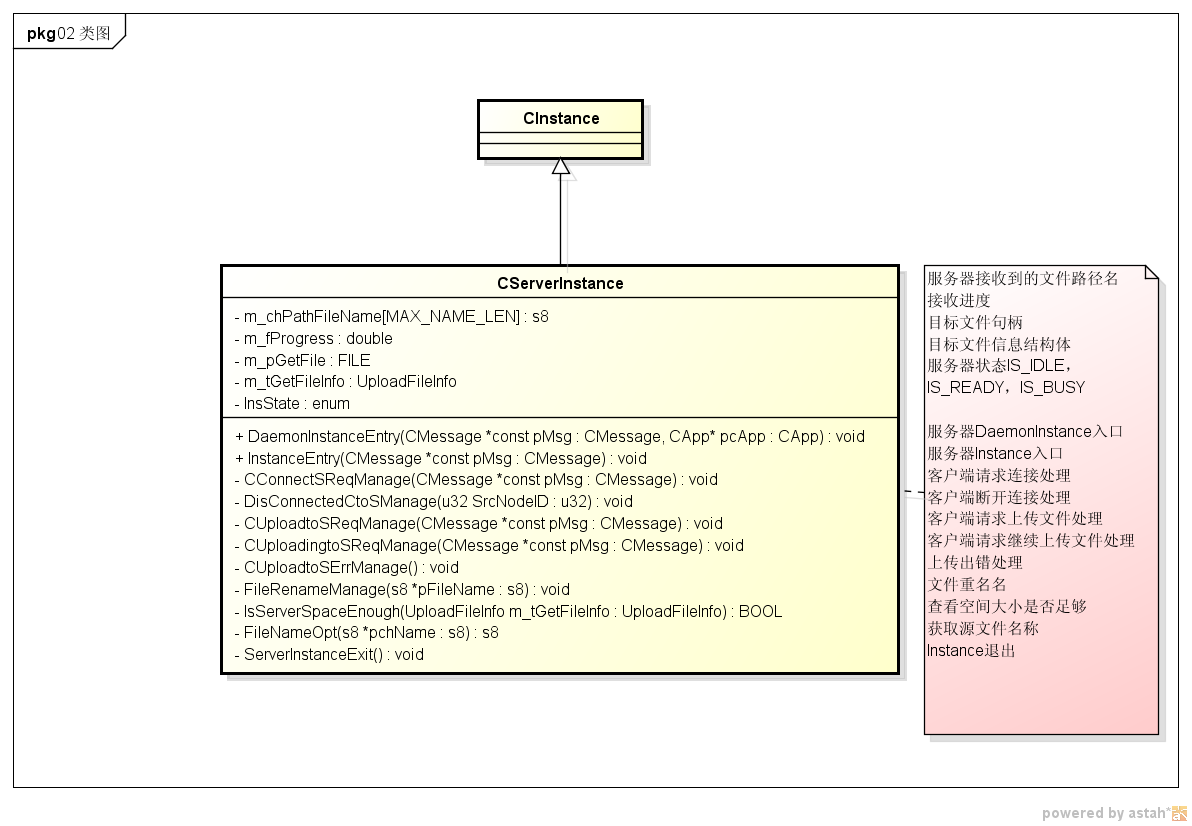 pkg02 类图
CInstance
CServerInstance
- m_chPathFileName[MAX_NAME_LEN] : s8
- m_fProgress : double
- m_pGetFile : FILE
- m_tGetFileInfo : UploadFileInfo
- InsState : enum
+ DaemonInstanceEntry(CMessage *const pMsg : CMessage, CApp* pcApp : CApp) : void
+ InstanceEntry(CMessage *const pMsg : CMessage) : void
- CConnectSReqManage(CMessage *const pMsg : CMessage) : void
- DisConnectedCtoSManage(u32 SrcNodeID : u32) : void
- CUploadtoSReqManage(CMessage *const pMsg : CMessage) : void
- CUploadingtoSReqManage(CMessage *const pMsg : CMessage) : void
- CUploadtoSErrManage() : void
- FileRenameManage(s8 *pFileName : s8) : void
- IsServerSpaceEnough(UploadFileInfo m_tGetFileInfo : UploadFileInfo) : BOOL
- FileNameOpt(s8 *pchName : s8) : s8
- ServerInstanceExit() : void
服务器接收到的文件路径名
接收进度
目标文件句柄
目标文件信息结构体
服务器状态IS_IDLE，
IS_READY，IS_BUSY
服务器DaemonInstance入口
服务器Instance入口
客户端请求连接处理
客户端断开连接处理
客户端请求上传文件处理
客户端请求继续上传文件处理
上传出错处理
文件重名名
查看空间大小是否足够
获取源文件名称
Instance退出
powered by astah*